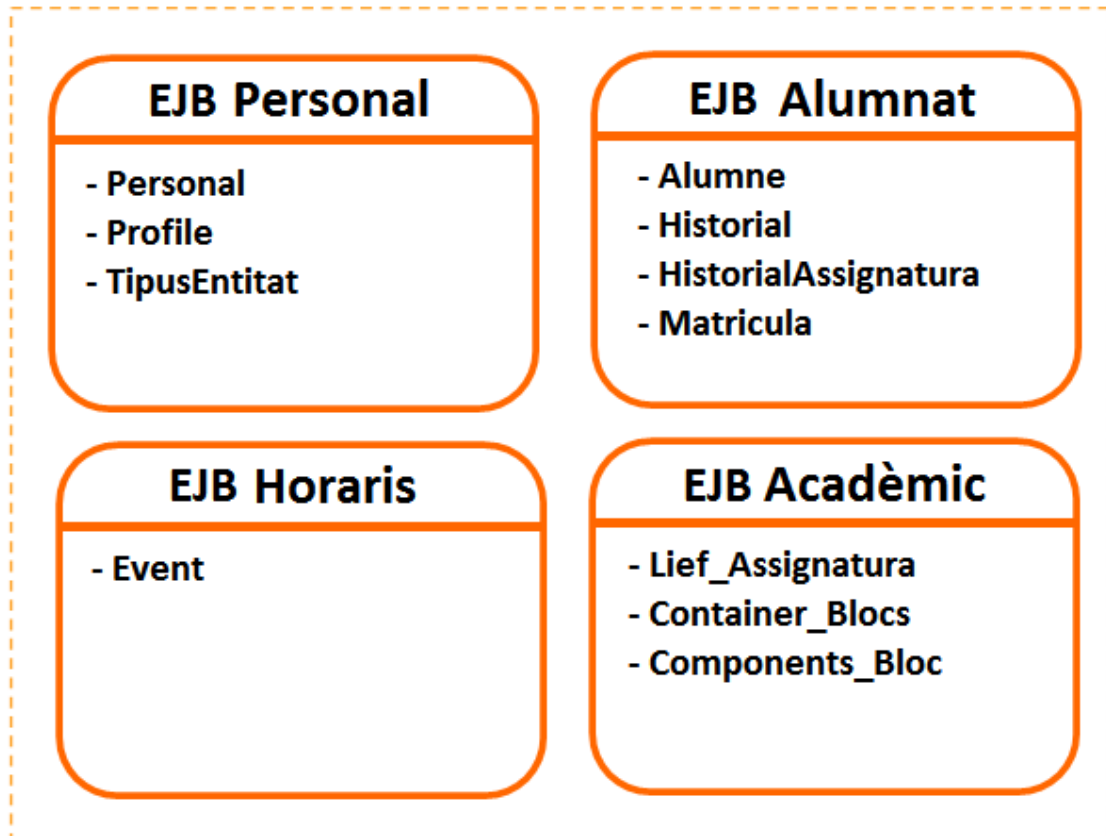 EJB Personal
- Personal
- Profile
- TipusEntitat
EJB Alumnat
- Alumne
- Historial
- HistorialAssignatura
- Matricula
EJB Horaris
- Event
EJB Acadèmic
- Lief_Assignatura
- Container_Blocs
- Components_Bloc